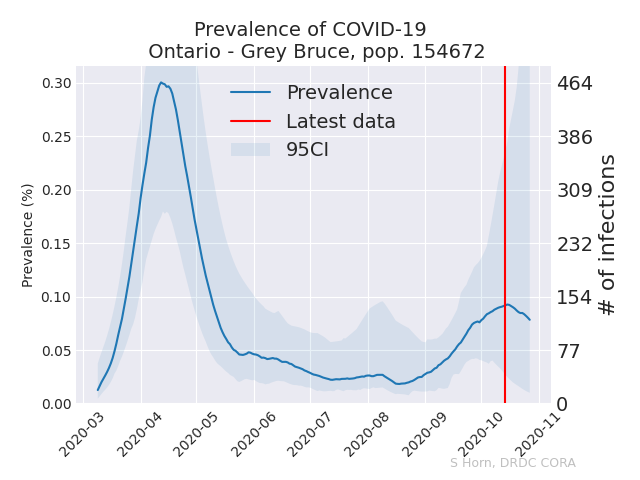 Prevalence of COVID-19
Ontario - Grey Bruce, pop. 154672
Prevalence
Latest data
95CI
Prevalence (%)
0.30
0.25
0.20
0.15
0.10
0.05
0.00
464
386
309
232
154
77
0
# of infections
2020-03
2020-04
2020-05
2020-06
2020-07
2020-08
2020-09
2020-10
2020-11
S Horn, DRDC CORA